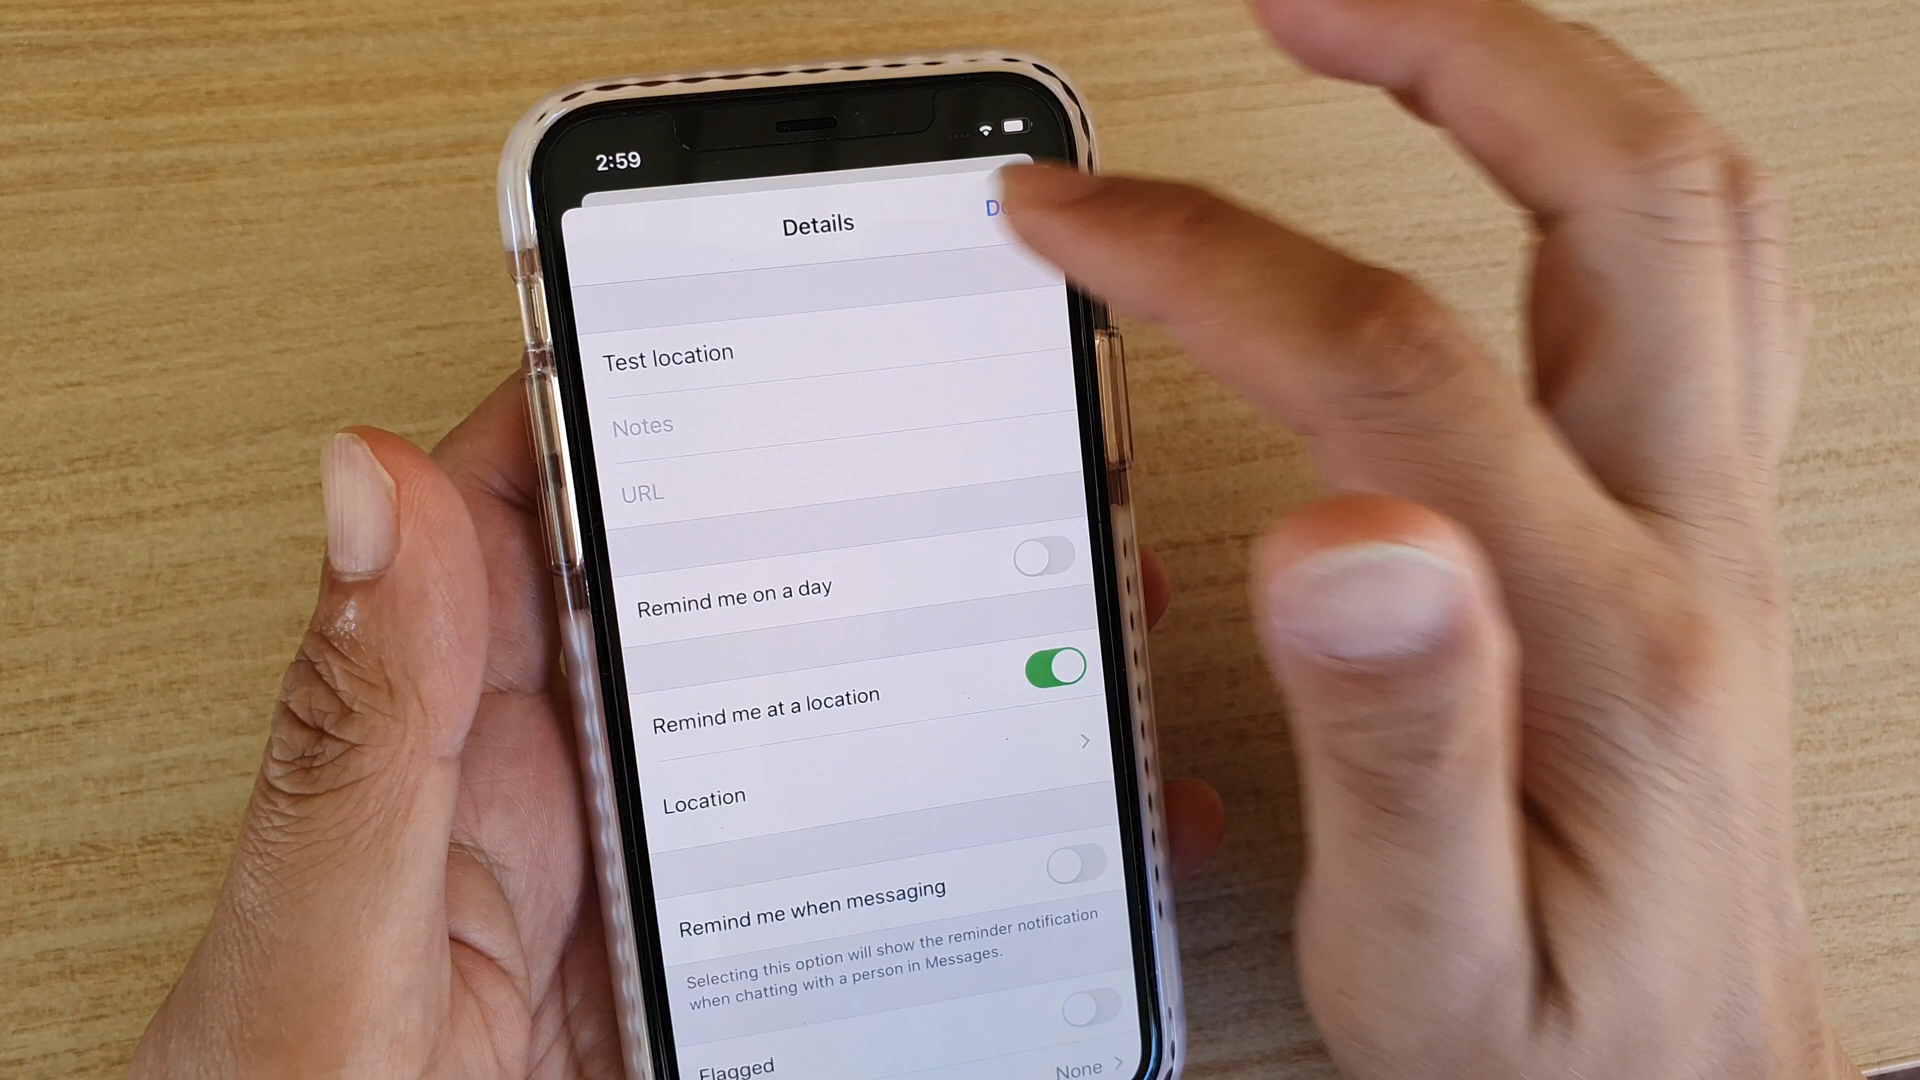 2:59
Details
Test location
Notes
URL
Remind me on a day
Remind me at a location
Location
Remind me when messaging
Selecting this option will show the reminder notification
when chatting with a person in Messages.
Flagged
None